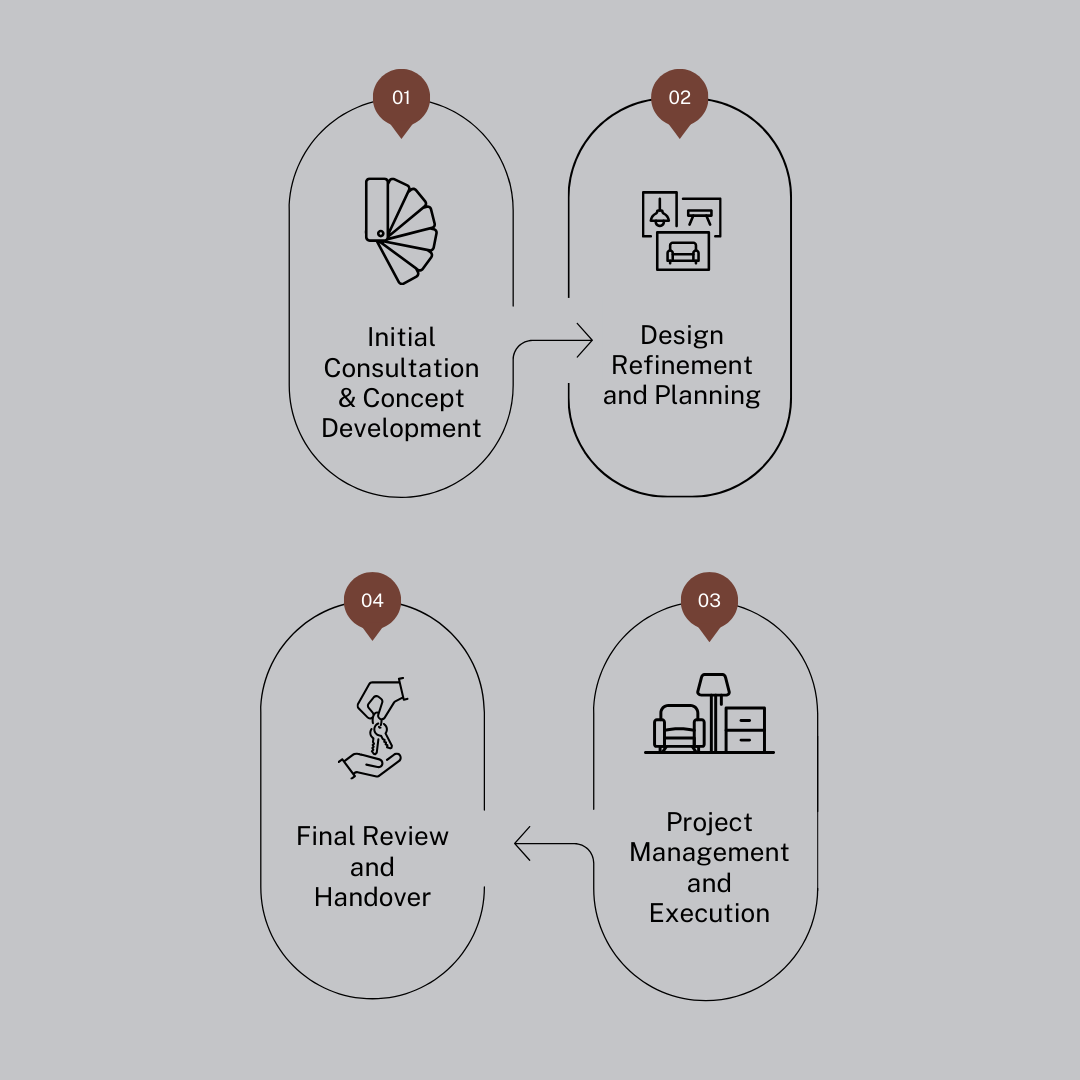 01
Initial
Consultation
& Concept
Development
02
Design
Refinement
and Planning
03
Project
Management
and
Execution
04
Final Review
and
Handover